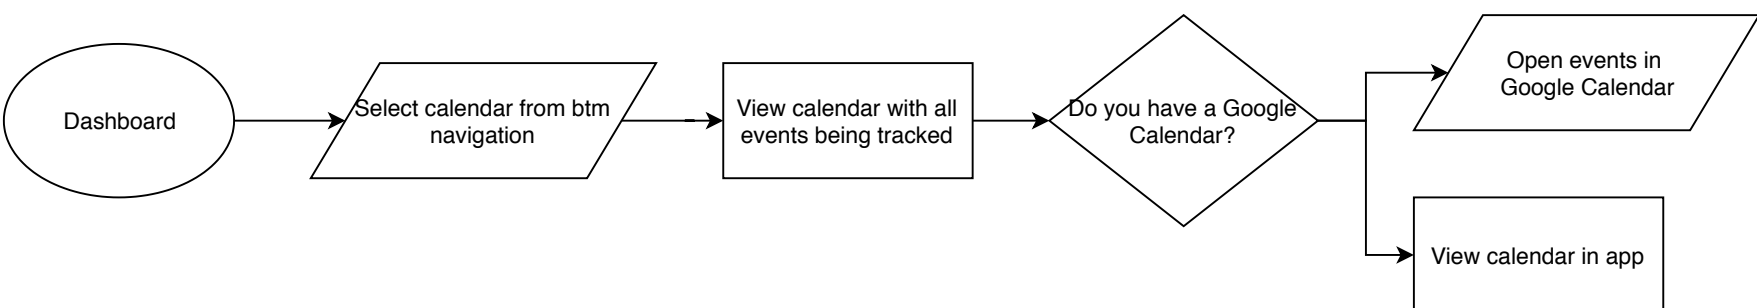 Dashboard
Select calendar from btm
navigation
View calendar with all
events being tracked
Do you have a Google
Calendar?
Open events in
Google Calendar
View calendar in app